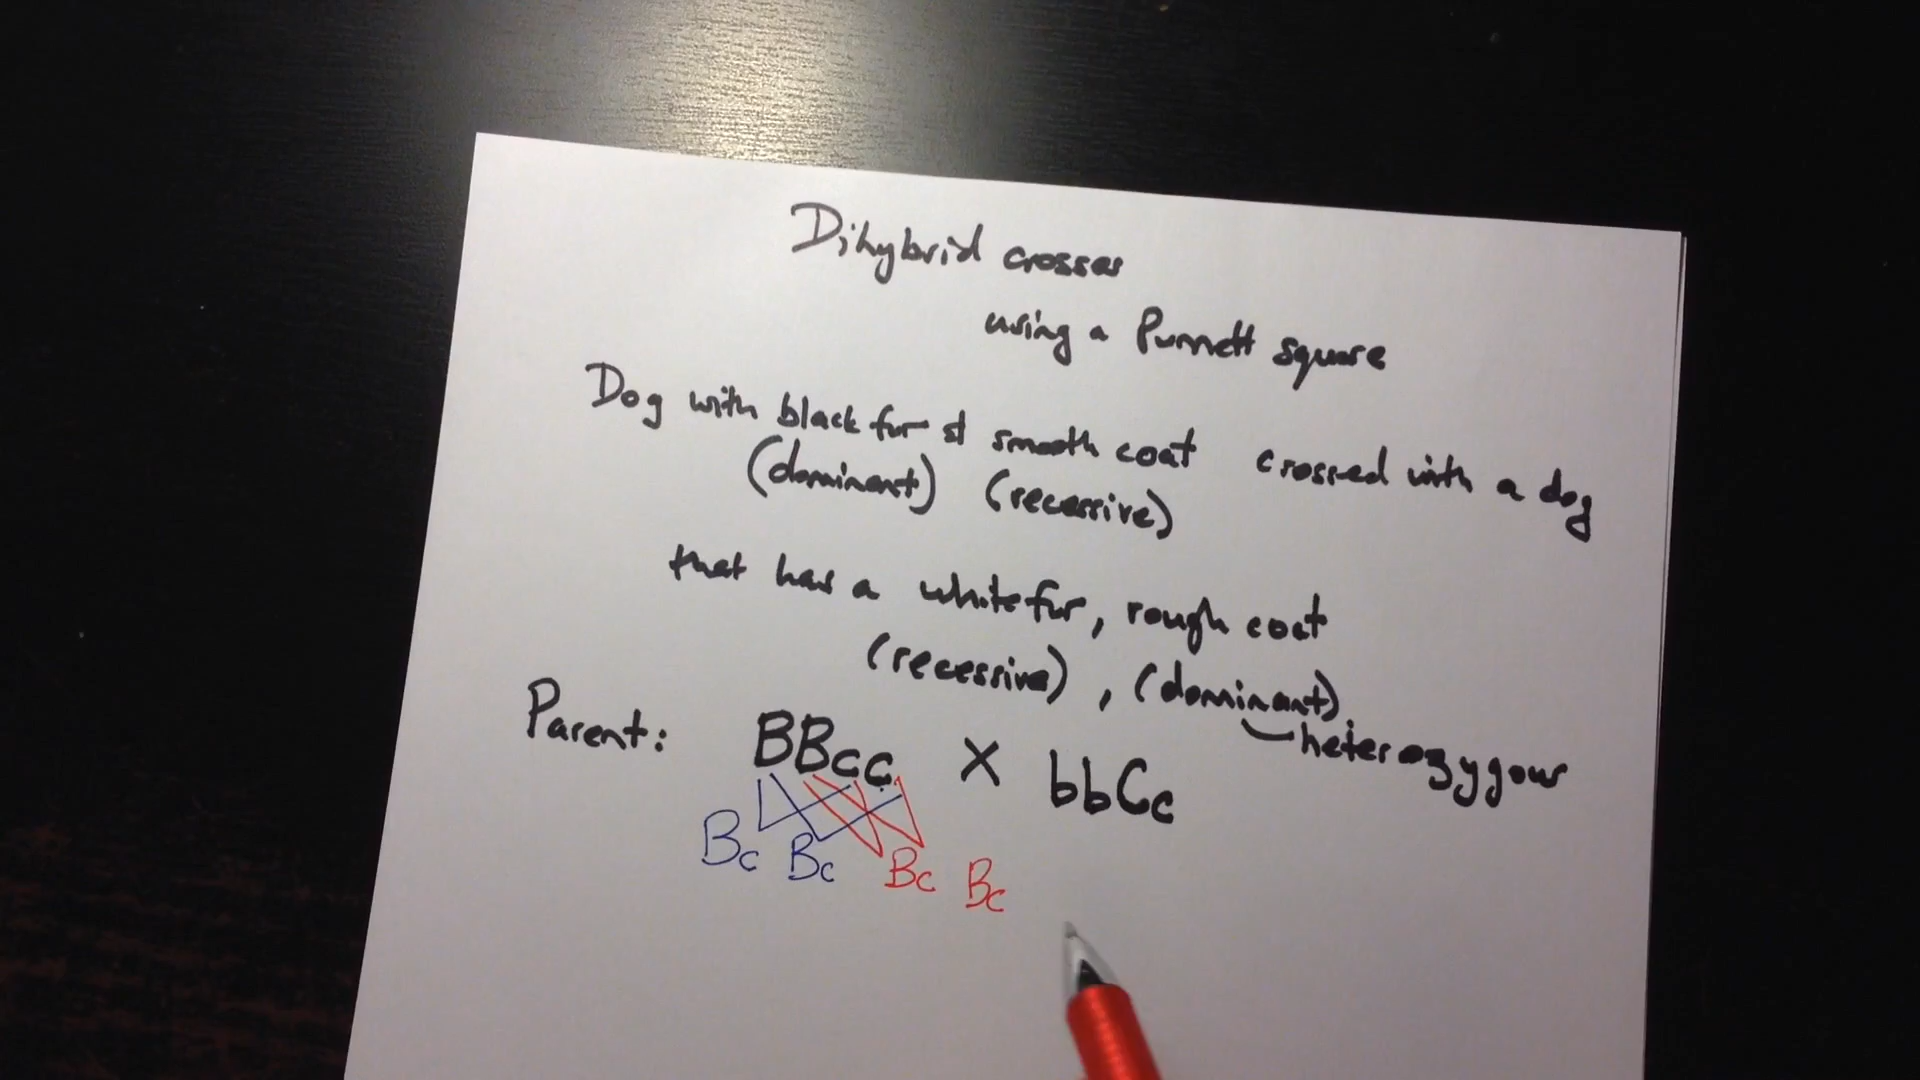 Dihybrid crosses
using a Punnett square
Dog with black fur & smooth coat crossed with a dog
(dominant) (recessive)
that has a white fur, rough coat
(recessive), (dominant)
heterozygous
Parent: BBcc X bbCc
Bc Bc Bc Bc